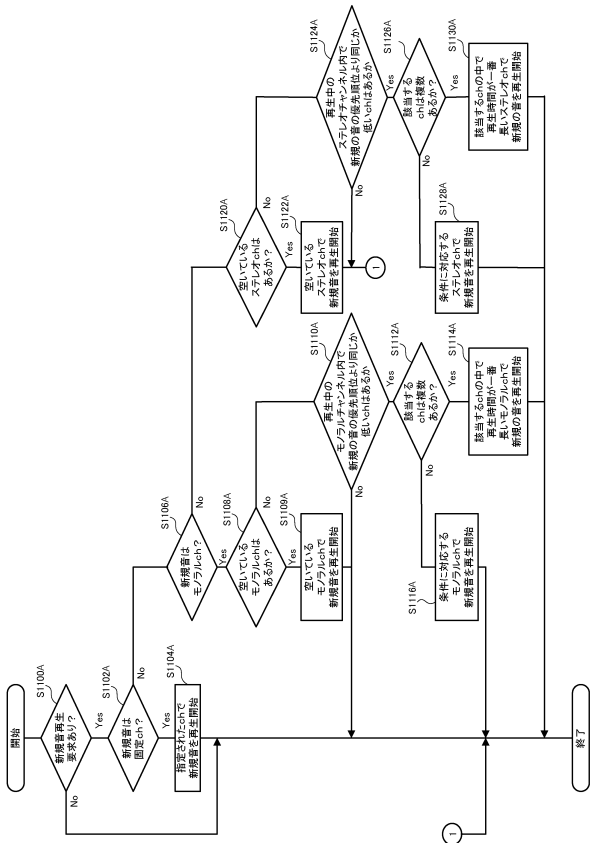 開始
S1100A
新規音再生
要求あり?
Yes
No
S1102A
新規音は
固定ch?
Yes
No
S1104A
指定されたchで
新規音を再生開始
S1106A
新規音は
モノラルch?
Yes
No
S1108A
空いている
モノラルchは
あるか?
Yes
No
S1109A
空いている
モノラルchで
新規音を再生開始
S1110A
再生中の
モノラルチャンネル内で
新規の音の優先順位より同じか
低いchはあるか
Yes
No
S1112A
該当する
chは複数
あるか?
Yes
No
S1114A
該当するchの中で
再生時間が一番
長いモノラルchで
新規の音を再生開始
S1116A
条件に対応する
モノラルchで
新規音を再生開始
S1120A
空いている
ステレオchは
あるか?
Yes
No
S1122A
空いている
ステレオchで
新規音を再生開始
1
S1124A
再生中の
ステレオチャンネル内で
新規の音の優先順位より同じか
低いchはあるか
Yes
No
S1126A
該当する
chは複数
あるか?
Yes
No
S1128A
条件に対応する
ステレオchで
新規音を再生開始
S1130A
該当するchの中で
再生時間が一番
長いステレオchで
新規の音を再生開始
1
終了